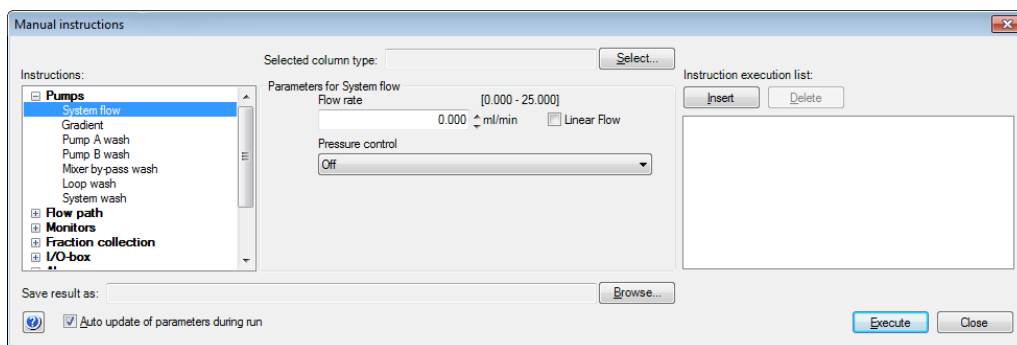 Manual instructions
Selected column type:
Select...
Instructions:
Pumps
System flow
Gradient
Pump A wash
Pump B wash
Mixer by-pass wash
Loop wash
System wash
Flow path
Monitors
Fraction collection
I/O-box
Parameters for System flow
Flow rate [0.000 - 25.000]
0.000 ml/min Linear Flow
Pressure control
Off
Instruction execution list:
Insert Delete
Save result as:
Browse...
Auto update of parameters during run
Execute Close